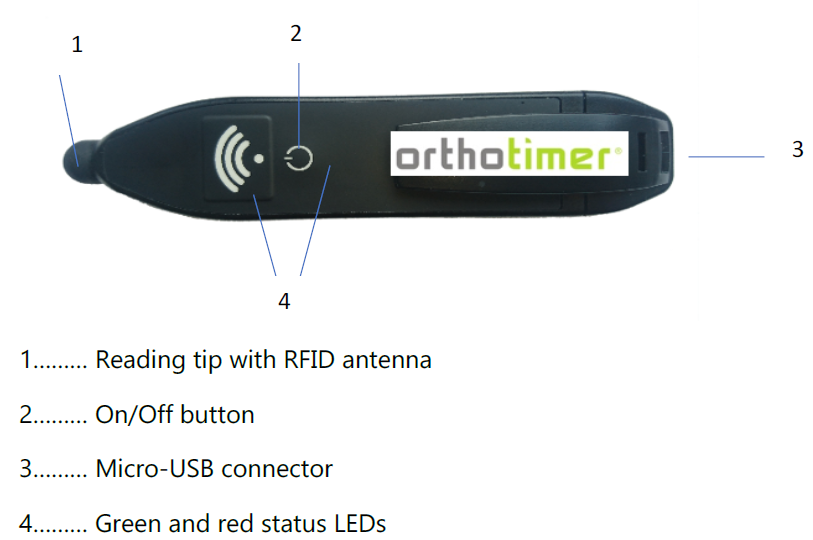 1
2
3
orthotimer®
4
1......... Reading tip with RFID antenna
2......... On/Off button
3......... Micro-USB connector
4......... Green and red status LEDs